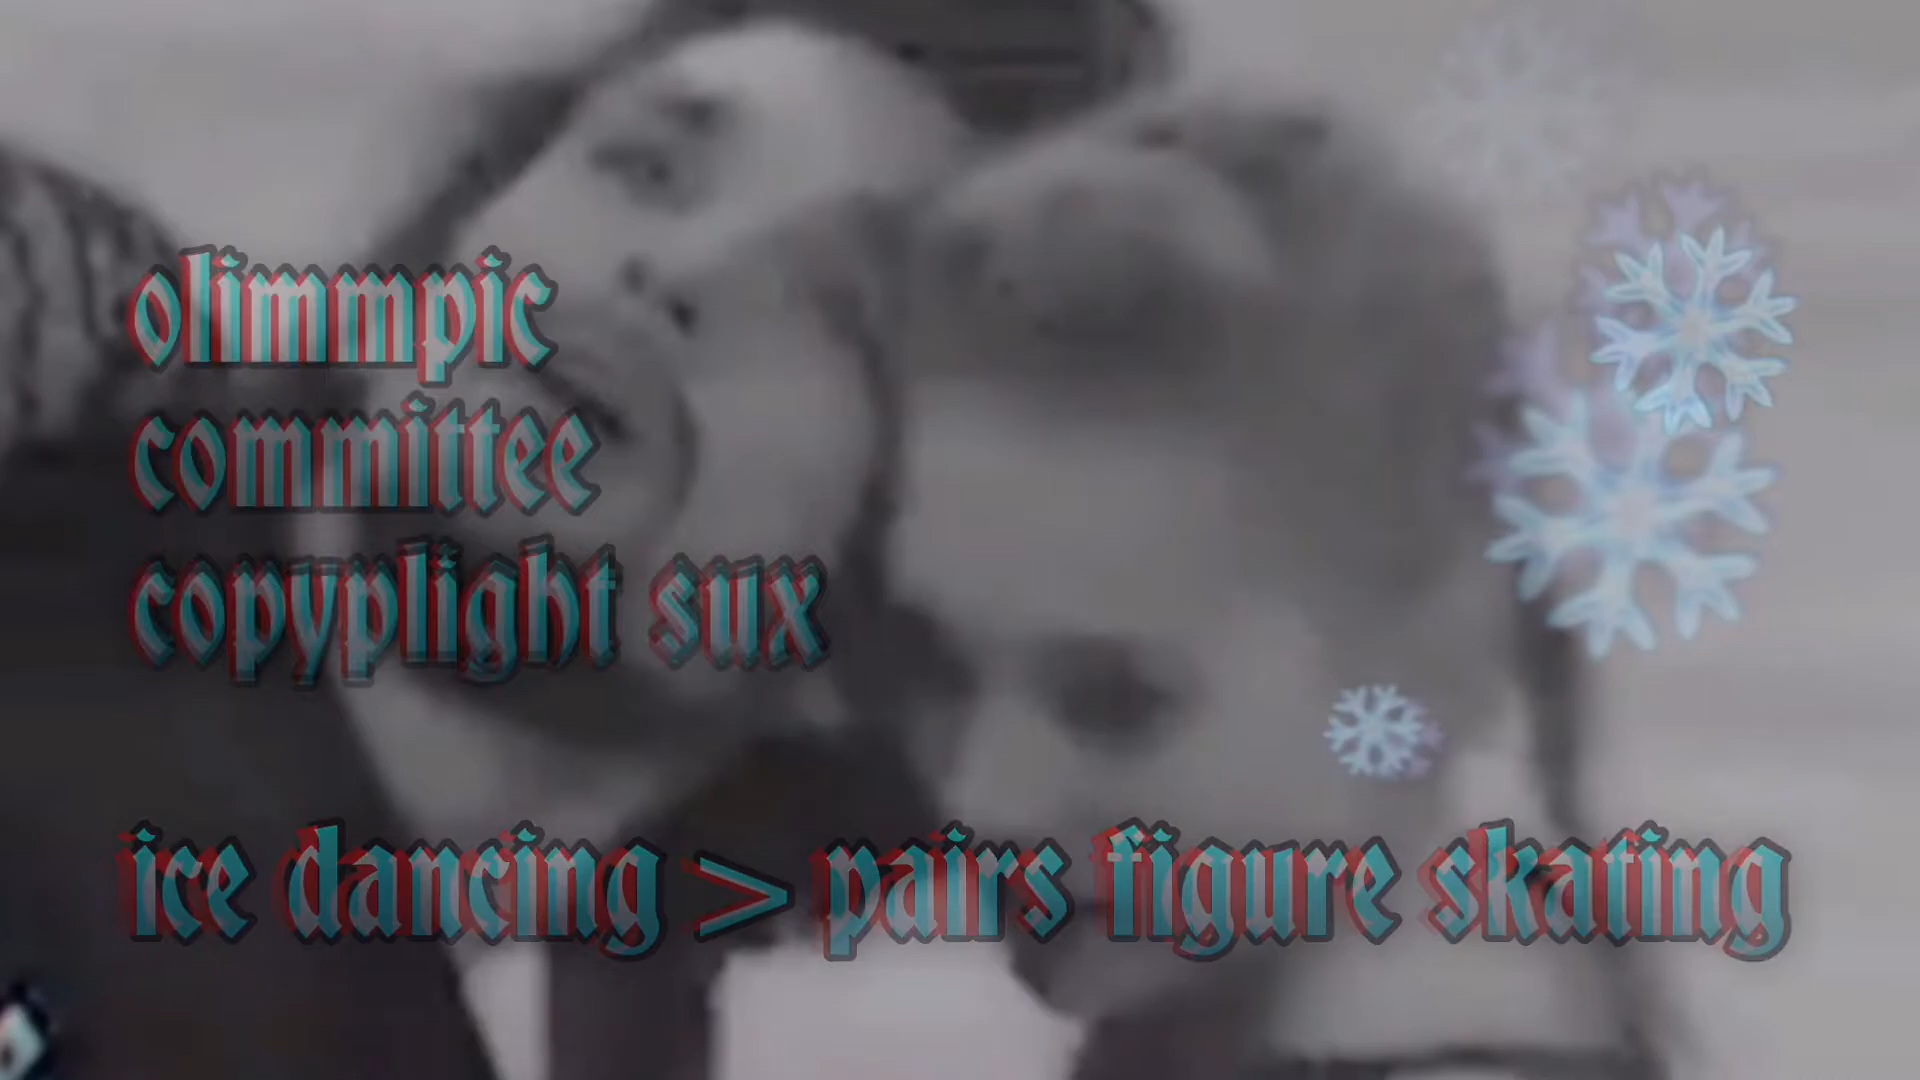 olimmpic
committee
copyplight sux
ice dancing > pairs figure skating